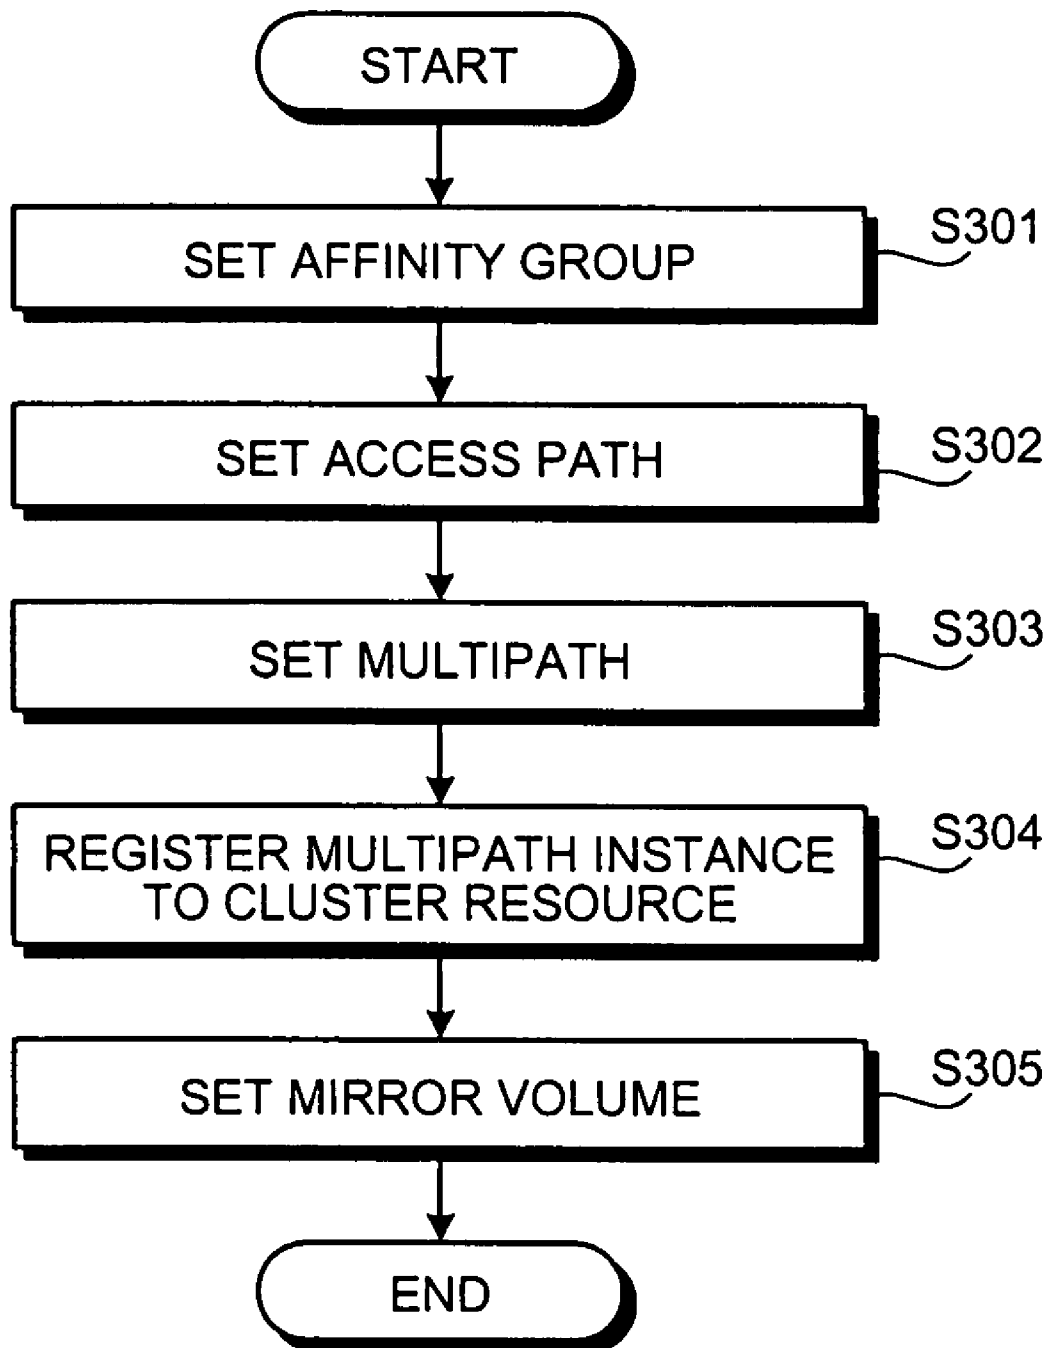 START
SET AFFINITY GROUP
S301
SET ACCESS PATH
S302
SET MULTIPATH
S303
REGISTER MULTIPATH INSTANCE
TO CLUSTER RESOURCE
S304
SET MIRROR VOLUME
S305
END